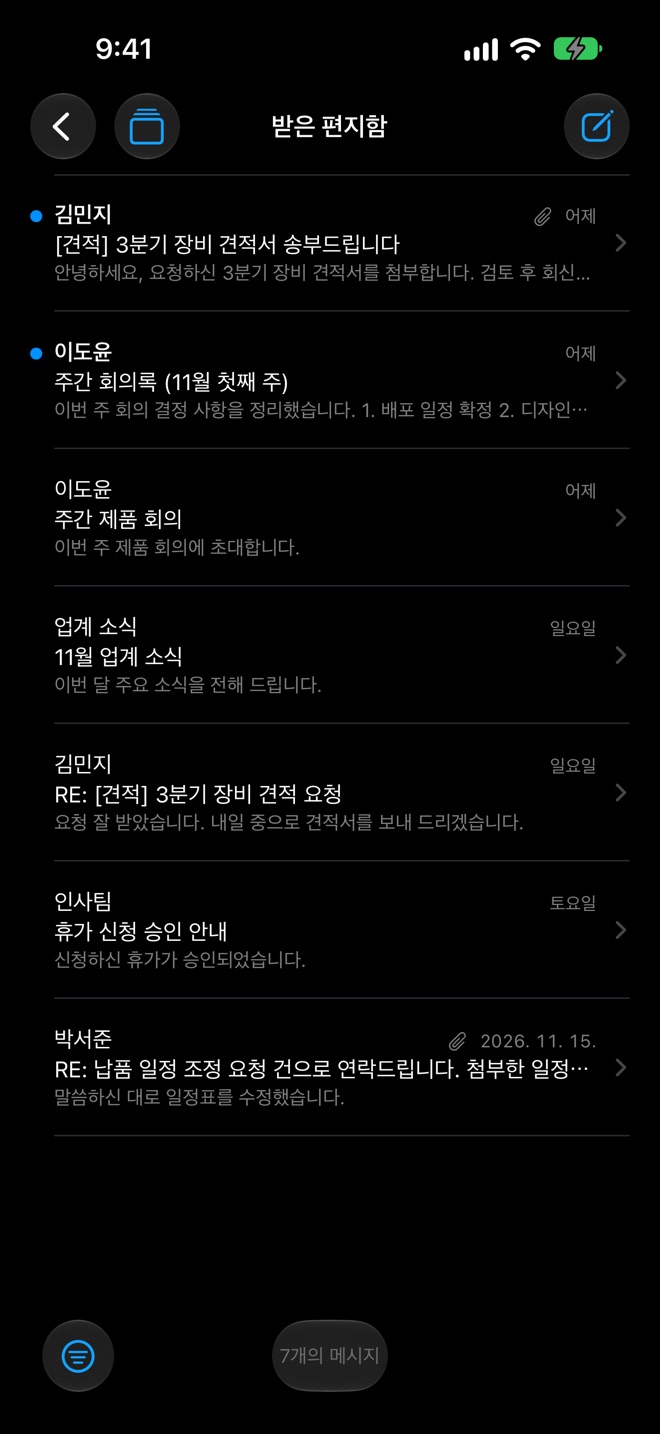 9:41
받은 편지함
김민지
어제
[견적] 3분기 장비 견적서 송부드립니다
안녕하세요, 요청하신 3분기 장비 견적서를 첨부합니다. 검토 후 회신...
이도윤
어제
주간 회의록 (11월 첫째 주)
이번 주 회의 결정 사항을 정리했습니다. 1. 배포 일정 확정 2. 디자인…
이도윤
어제
주간 제품 회의
이번 주 제품 회의에 초대합니다.
업계 소식
일요일
11월 업계 소식
이번 달 주요 소식을 전해 드립니다.
김민지
일요일
RE: [견적] 3분기 장비 견적 요청
요청 잘 받았습니다. 내일 중으로 견적서를 보내 드리겠습니다.
인사팀
토요일
휴가 신청 승인 안내
신청하신 휴가가 승인되었습니다.
박서준
2026. 11. 15.
RE: 납품 일정 조정 요청 건으로 연락드립니다. 첨부한 일정…
말씀하신 대로 일정표를 수정했습니다.
7개의 메시지